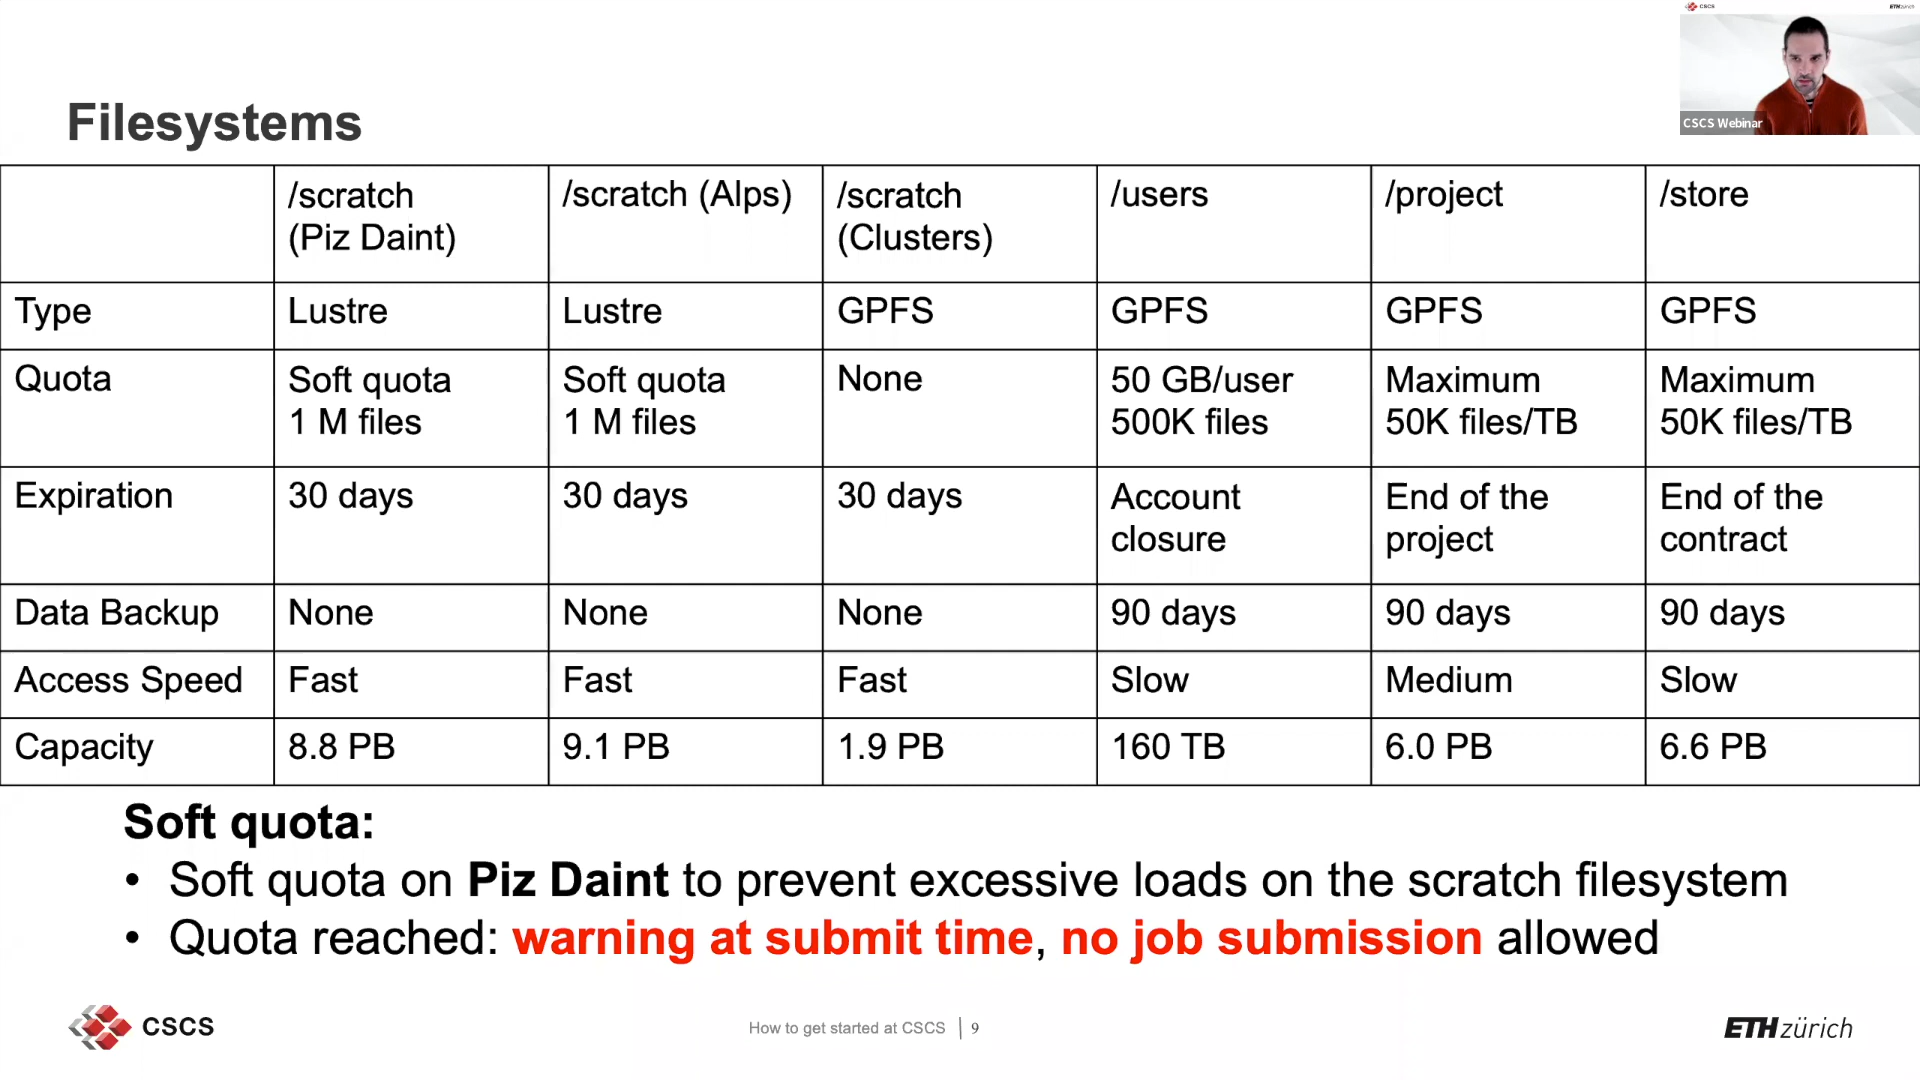 CSCS
ETH zürich
CSCS Webinar
Filesystems
/scratch (Piz Daint) /scratch (Alps) /scratch (Clusters) /users /project /store
Type Lustre Lustre GPFS GPFS GPFS GPFS
Quota Soft quota 1 M files Soft quota 1 M files None 50 GB/user 500K files Maximum 50K files/TB Maximum 50K files/TB
Expiration 30 days 30 days 30 days Account closure End of the project End of the contract
Data Backup None None None 90 days 90 days 90 days
Access Speed Fast Fast Fast Slow Medium Slow
Capacity 8.8 PB 9.1 PB 1.9 PB 160 TB 6.0 PB 6.6 PB
Soft quota:
• Soft quota on Piz Daint to prevent excessive loads on the scratch filesystem
• Quota reached: warning at submit time, no job submission allowed
CSCS
How to get started at CSCS | 9
ETH zürich